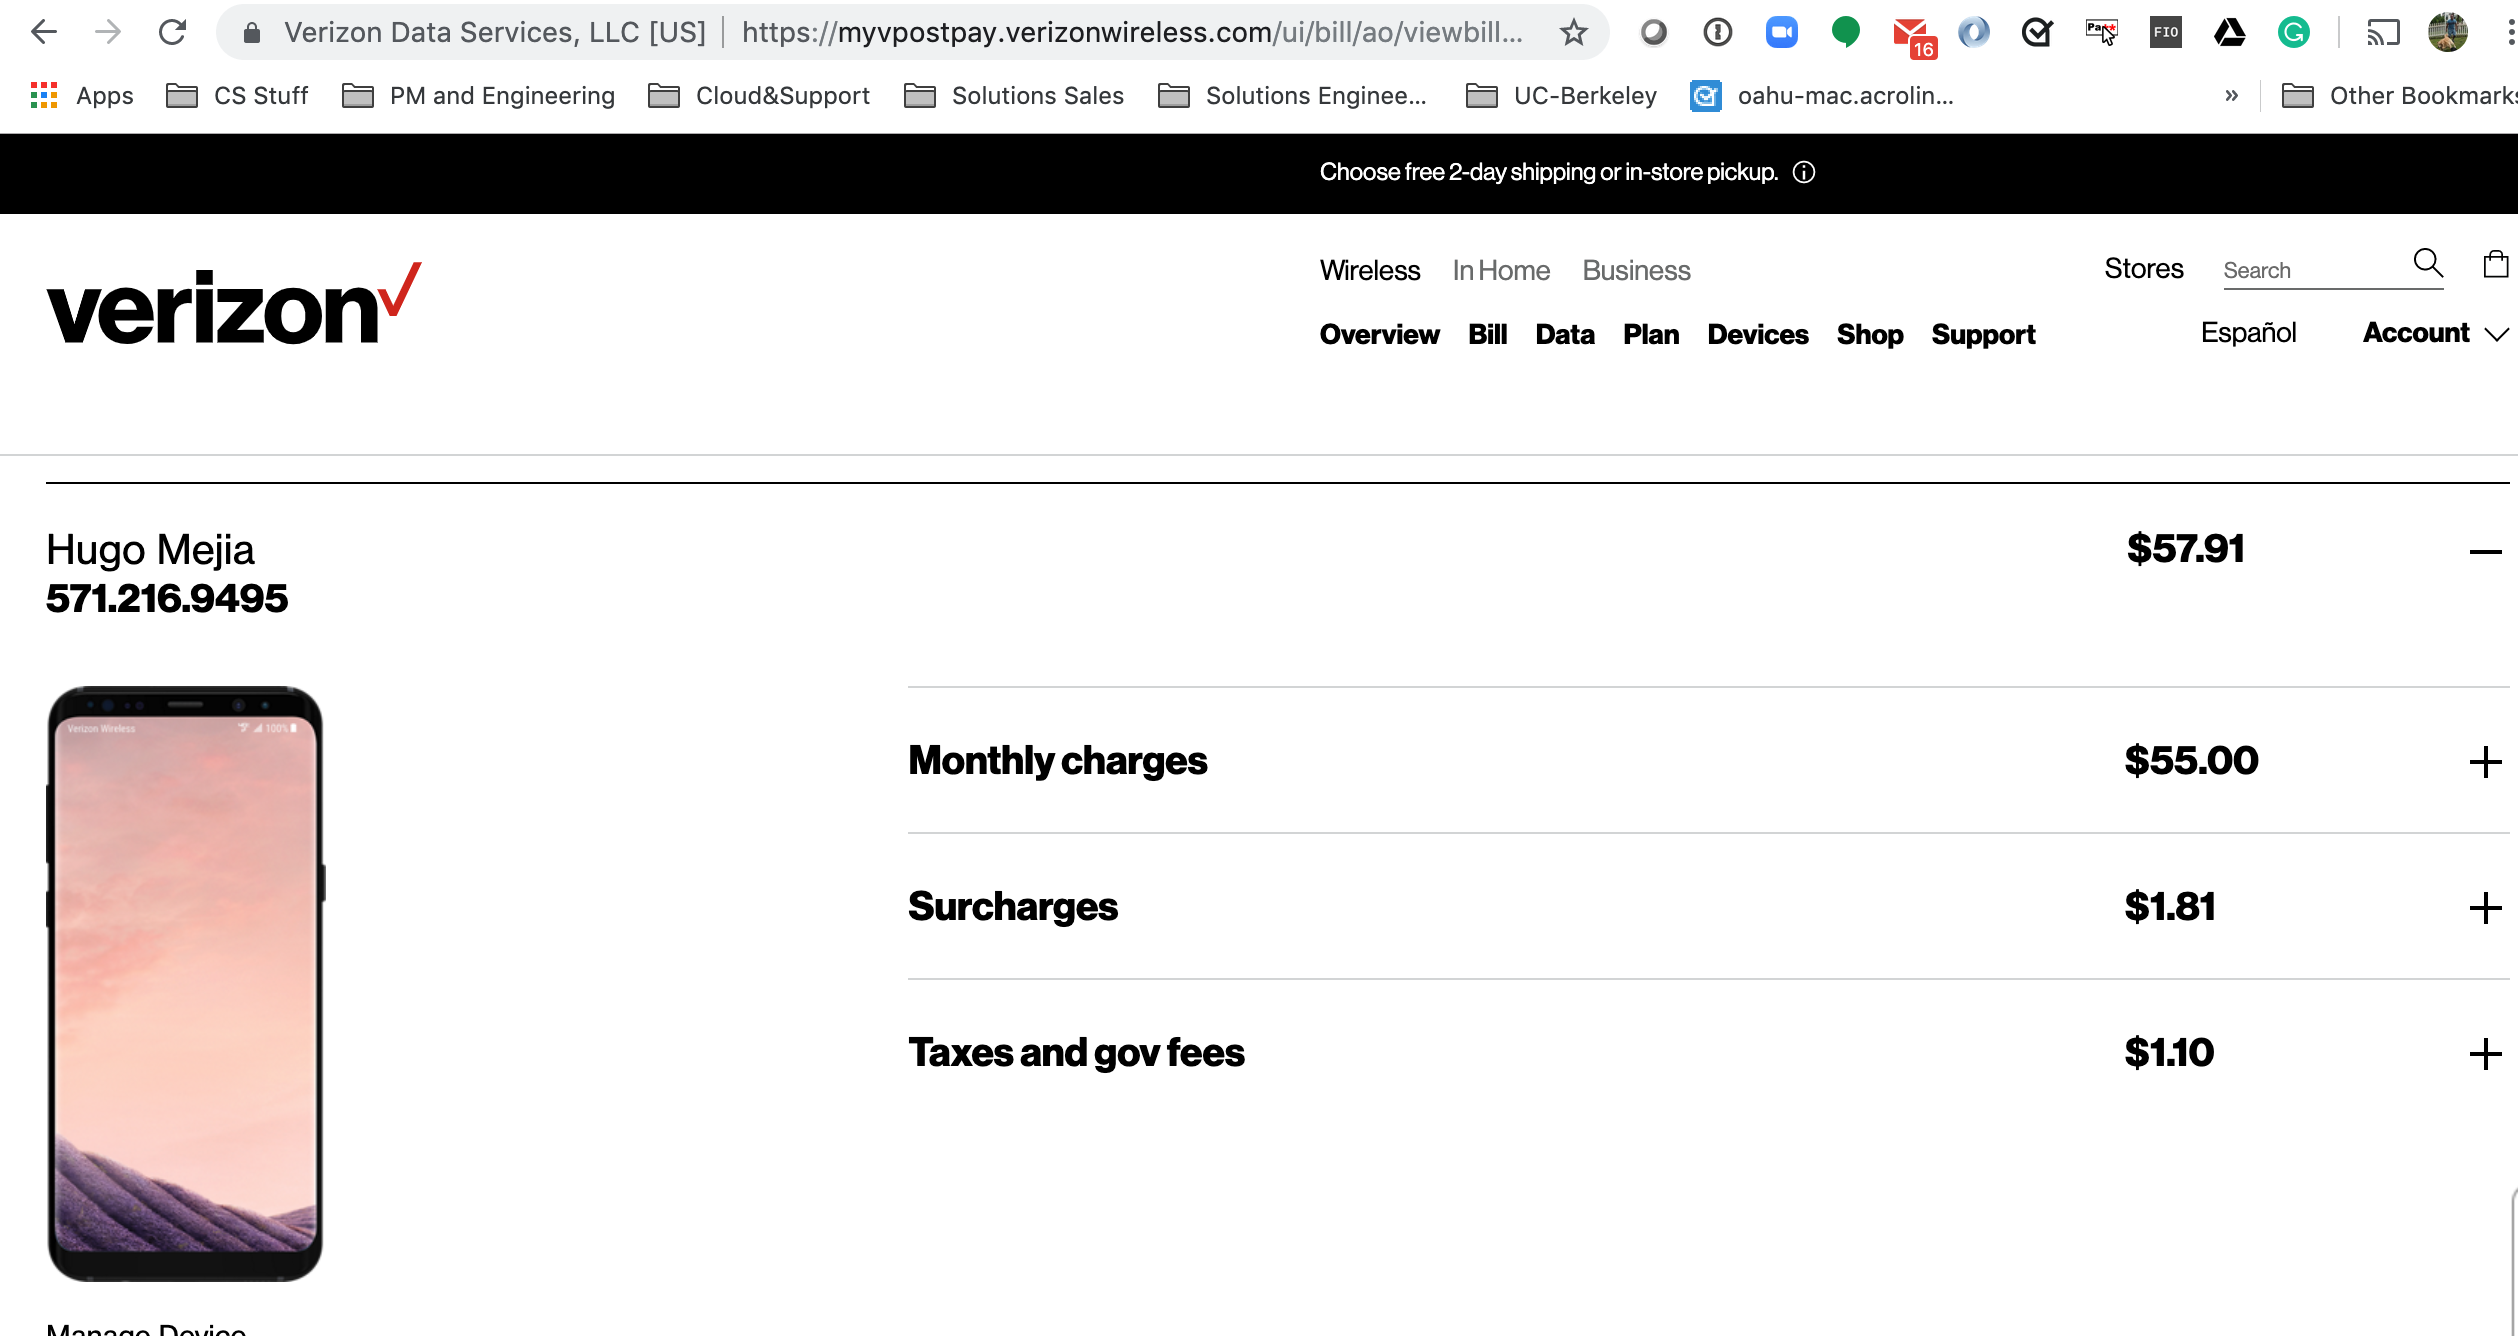 Verizon Data Services, LLC [US] https://myvpostpay.verizonwireless.com/ui/bill/ao/viewbill...
16
Part
FIO
Apps CS Stuff PM and Engineering Cloud&Support Solutions Sales Solutions Enginee... UC-Berkeley oahu-mac.acrolin... » Other Bookmarks
Choose free 2-day shipping or in-store pickup.
verizon
Wireless In Home Business
Stores Search
Overview Bill Data Plan Devices Shop Support
Español Account
Hugo Mejia $57.91
571.216.9495
Verizon Wireless 100%
Monthly charges $55.00
Surcharges $1.81
Taxes and gov fees $1.10
Manage Device